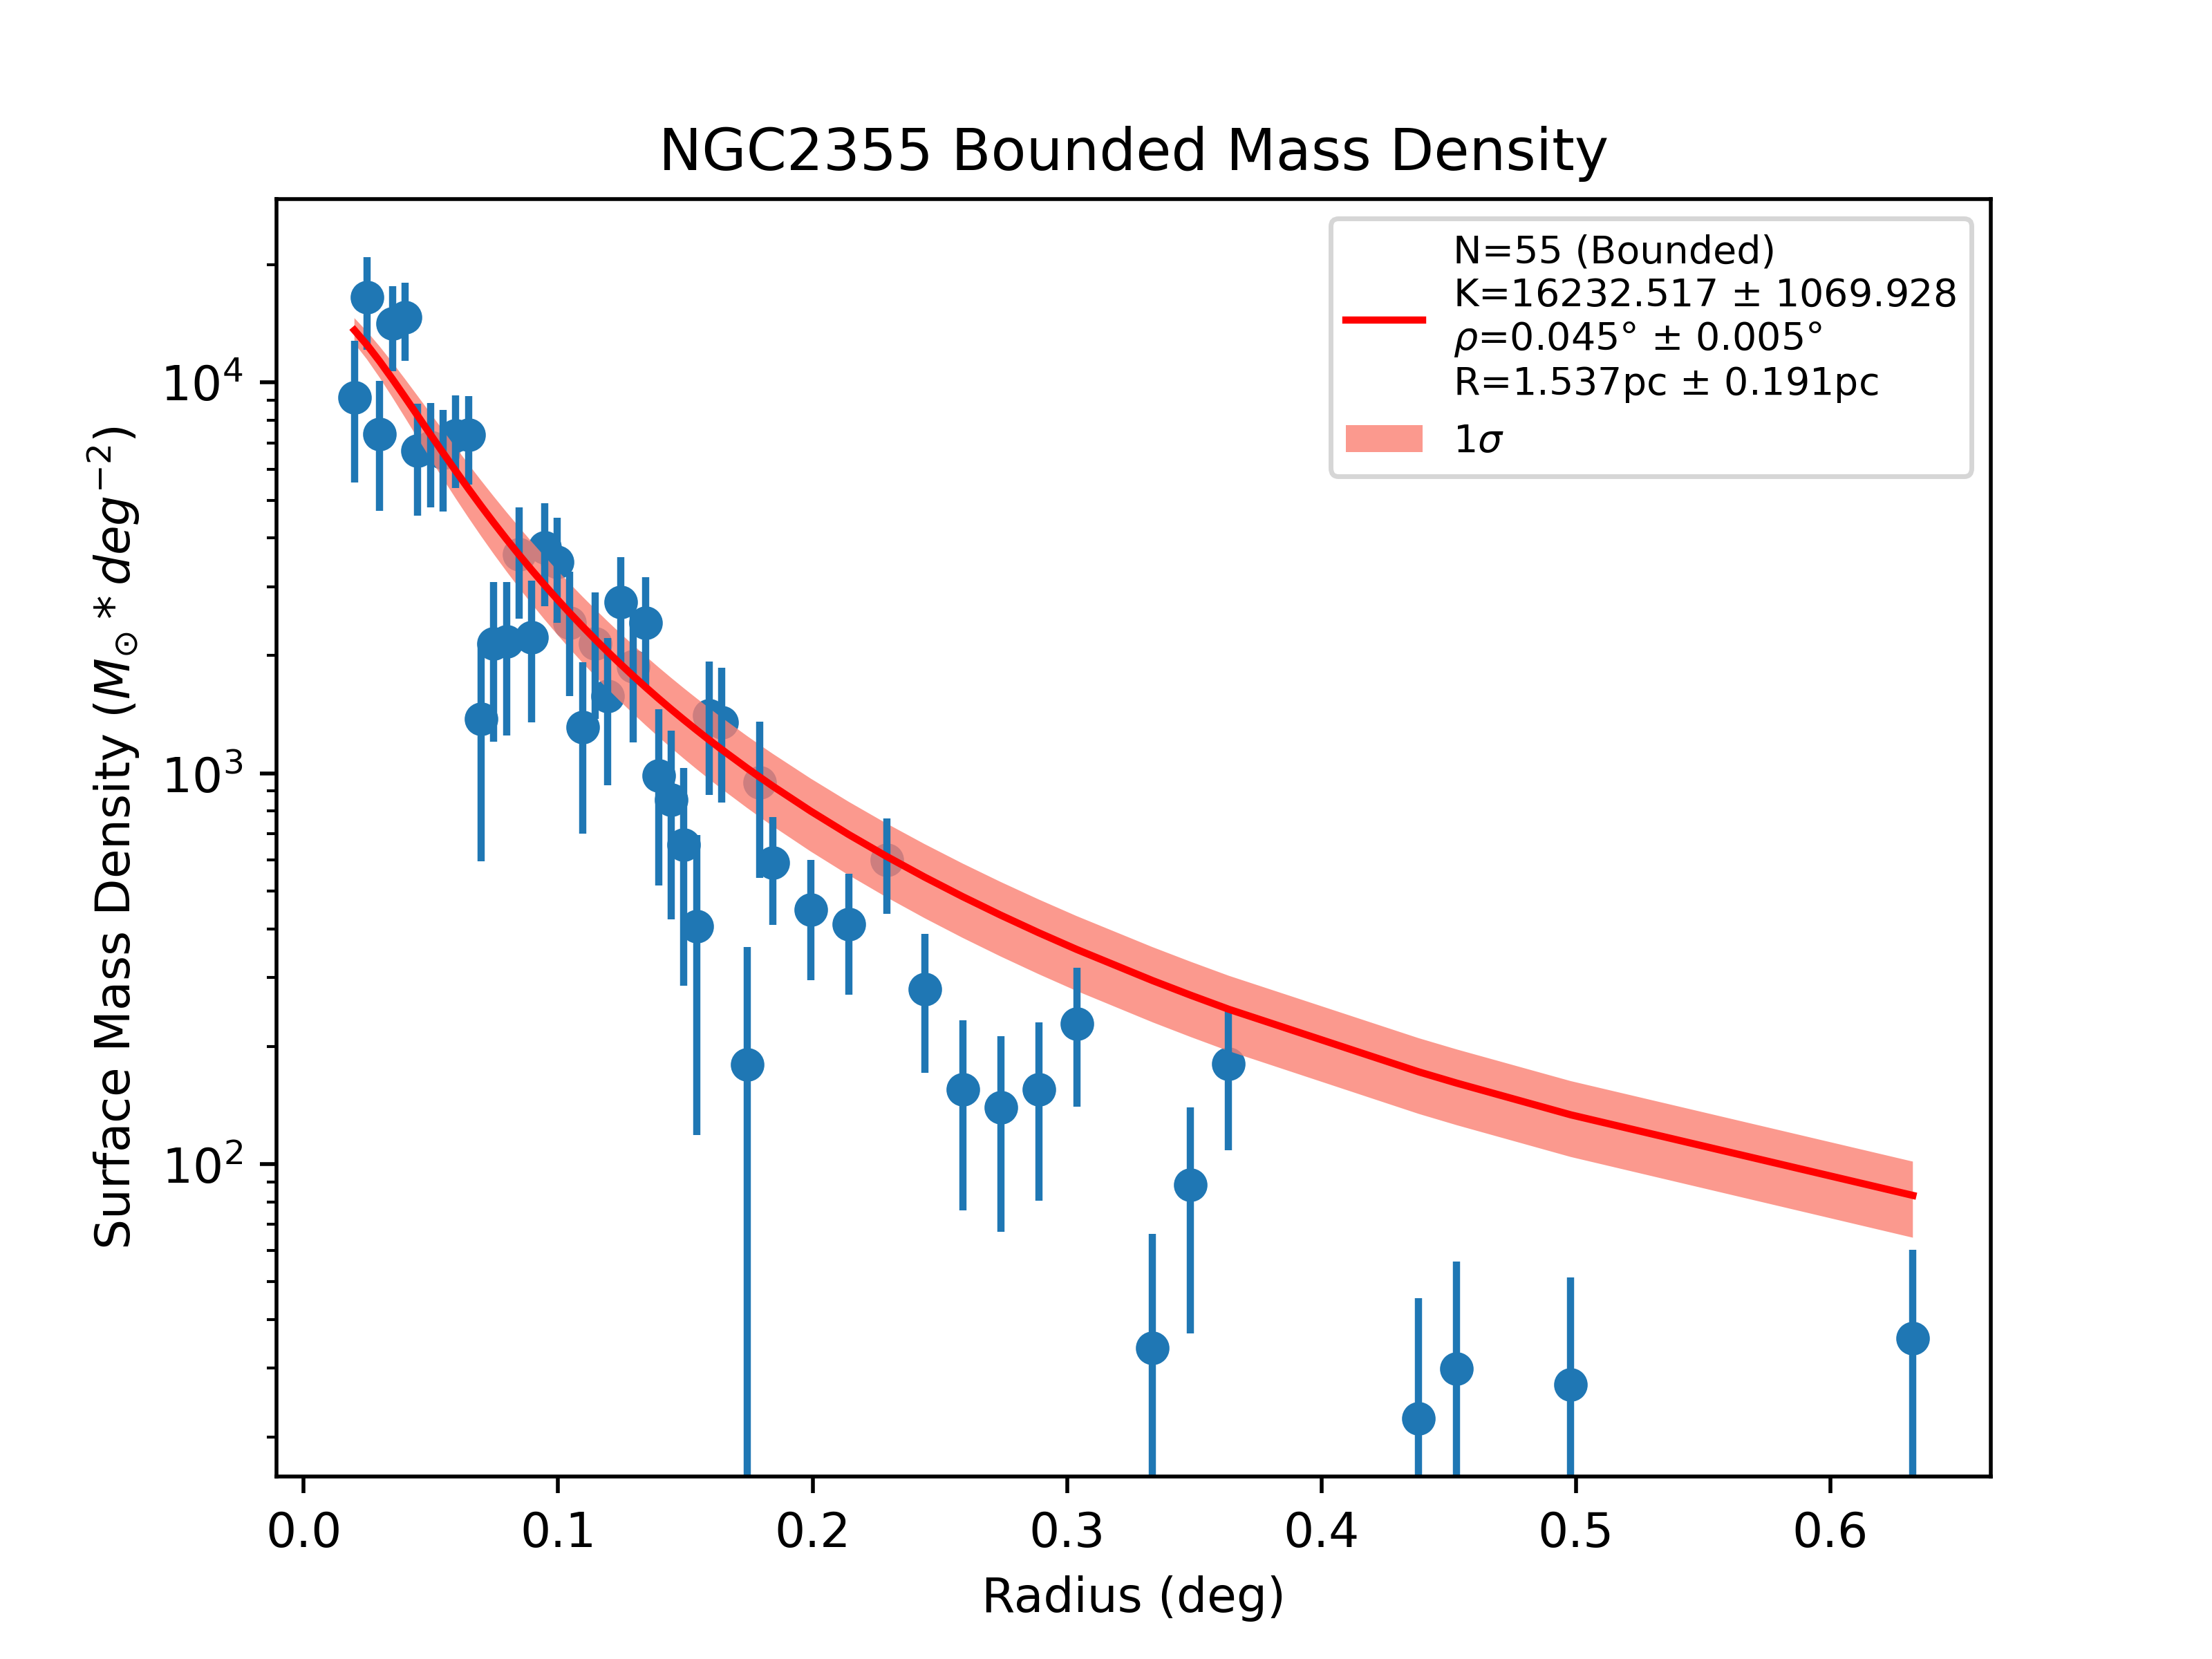 NGC2355 Bounded Mass Density
N=55 (Bounded)
K=16232.517 ± 1069.928
ρ=0.045° ± 0.005°
R=1.537pc ± 0.191pc
1σ
Surface Mass Density (M⊙ * deg⁻²)
10⁴
10³
10²
0.0 0.1 0.2 0.3 0.4 0.5 0.6
Radius (deg)